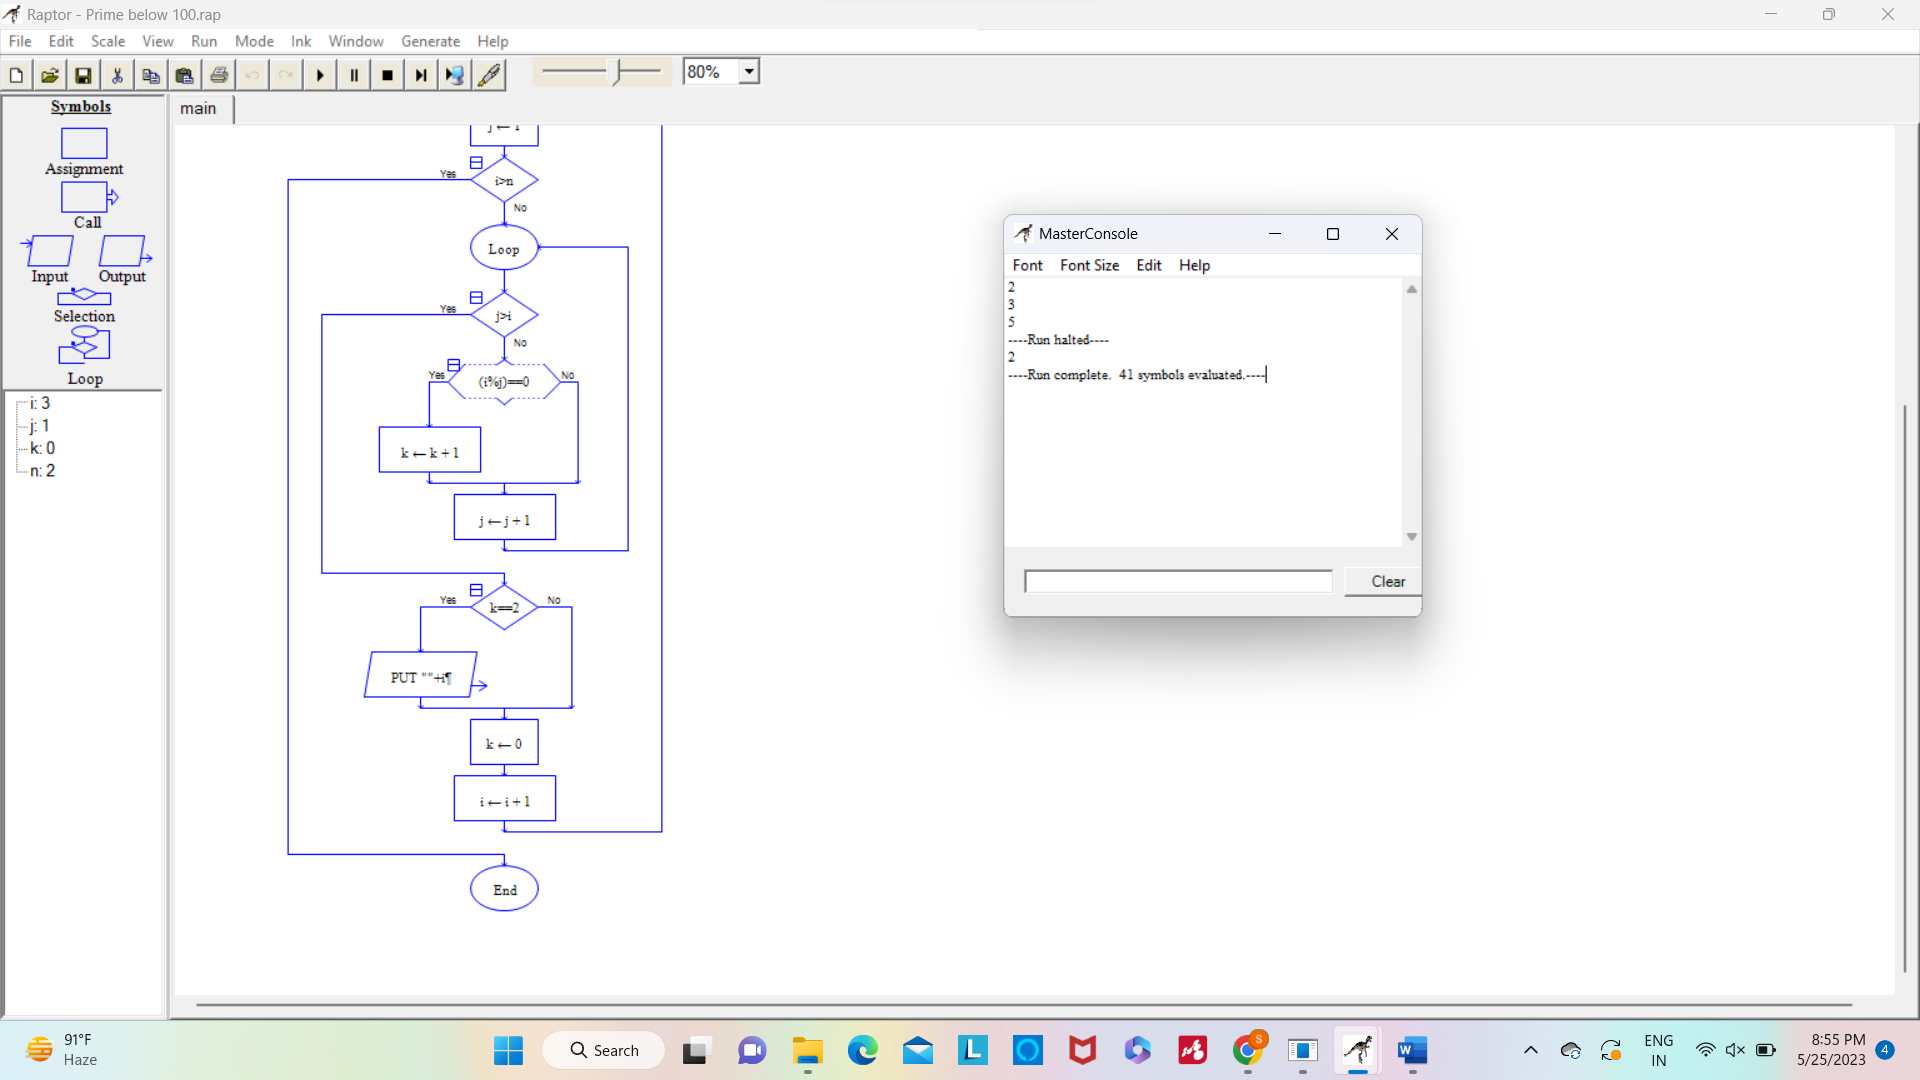 Raptor - Prime below 100.rap
File Edit Scale View Run Mode Ink Window Generate Help
80%
Symbols
Assignment
Call
Input Output
Selection
Loop
i: 3
j: 1
k: 0
n: 2
main
j ← 1
Yes
i>n
No
Loop
Yes
j>i
No
Yes
(i%j)==0
No
k ← k + 1
j ← j + 1
Yes
k==2
No
PUT ""+i¶
k ← 0
i ← i + 1
End
MasterConsole
Font Font Size Edit Help
2
3
5
----Run halted----
2
----Run complete. 41 symbols evaluated.----
Clear
91°F
Haze
Search
L
S
W
ENG
IN
8:55 PM
5/25/2023
4